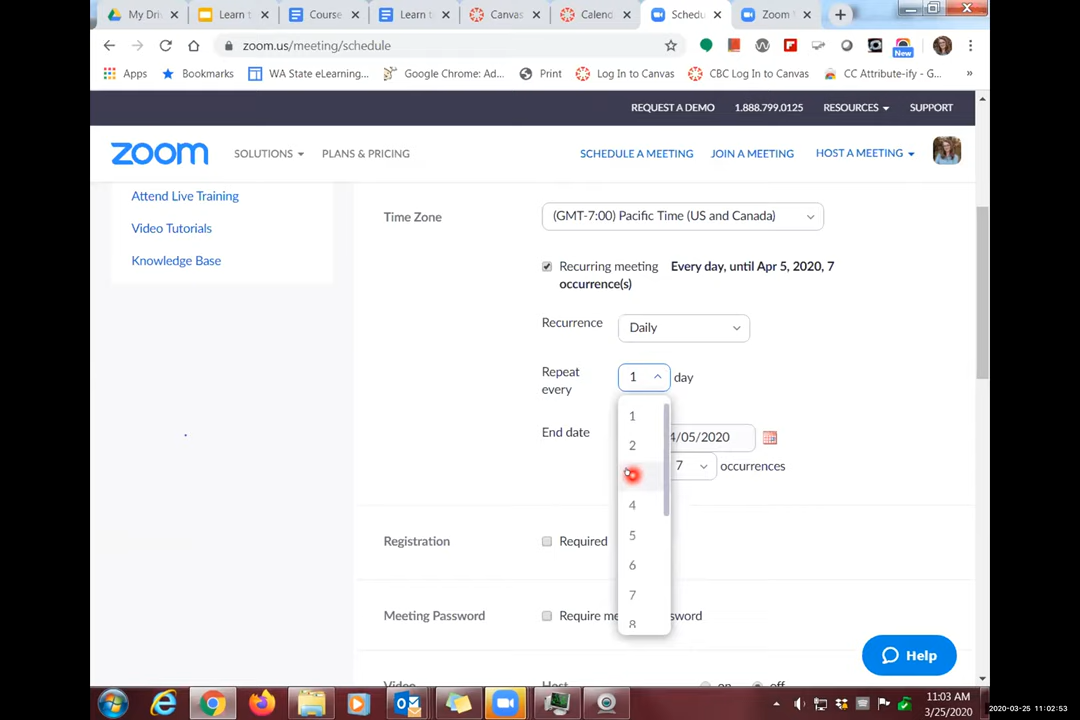 My Dri
Learn t
Course
Learn t
Canvas
Calend
Schedu
Zoom
zoom.us/meeting/schedule
New
Apps
Bookmarks
WA State eLearning...
Google Chrome: Ad...
Print
Log In to Canvas
CBC Log In to Canvas
CC Attribute-ify - G...
»
REQUEST A DEMO
1.888.799.0125
RESOURCES
SUPPORT
zoom
SOLUTIONS
PLANS & PRICING
SCHEDULE A MEETING
JOIN A MEETING
HOST A MEETING
Attend Live Training
Video Tutorials
Knowledge Base
Time Zone
(GMT-7:00) Pacific Time (US and Canada)
Recurring meeting Every day, until Apr 5, 2020, 7
occurrence(s)
Recurrence
Daily
Repeat
every
1
day
1
2
4
5
6
7
8
End date
4/05/2020
7
occurrences
Registration
Required
Meeting Password
Require me
sword
Video
Host
on
off
Help
11:03 AM
3/25/2020
2020-03-25 11:02:53